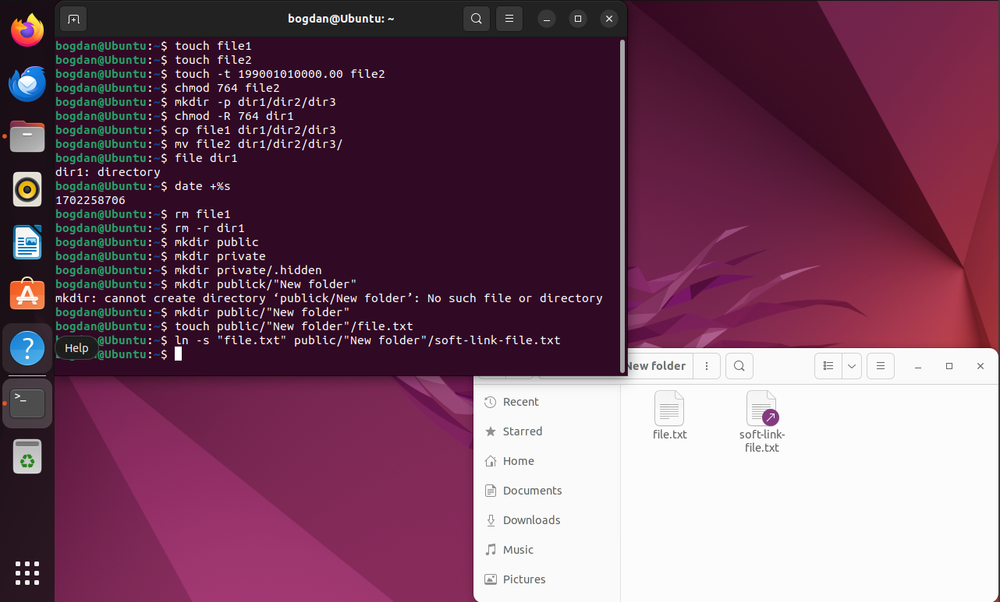 bogdan@Ubuntu: ~
bogdan@Ubuntu:~$ touch file1
bogdan@Ubuntu:~$ touch file2
bogdan@Ubuntu:~$ touch -t 199001010000.00 file2
bogdan@Ubuntu:~$ chmod 764 file2
bogdan@Ubuntu:~$ mkdir -p dir1/dir2/dir3
bogdan@Ubuntu:~$ chmod -R 764 dir1
bogdan@Ubuntu:~$ cp file1 dir1/dir2/dir3
bogdan@Ubuntu:~$ mv file2 dir1/dir2/dir3/
bogdan@Ubuntu:~$ file dir1
dir1: directory
bogdan@Ubuntu:~$ date +%s
1702258706
bogdan@Ubuntu:~$ rm file1
bogdan@Ubuntu:~$ rm -r dir1
bogdan@Ubuntu:~$ mkdir public
bogdan@Ubuntu:~$ mkdir private
bogdan@Ubuntu:~$ mkdir private/.hidden
bogdan@Ubuntu:~$ mkdir publick/"New folder"
mkdir: cannot create directory ‘publick/New folder’: No such file or directory
bogdan@Ubuntu:~$ mkdir public/"New folder"
bogdan@Ubuntu:~$ touch public/"New folder"/file.txt
bogdan@Ubuntu:~$ ln -s "file.txt" public/"New folder"/soft-link-file.txt
bogdan@Ubuntu:~$
Help
>_
New folder
Recent
Starred
Home
Documents
Downloads
Music
Pictures
file.txt
soft-link-
file.txt